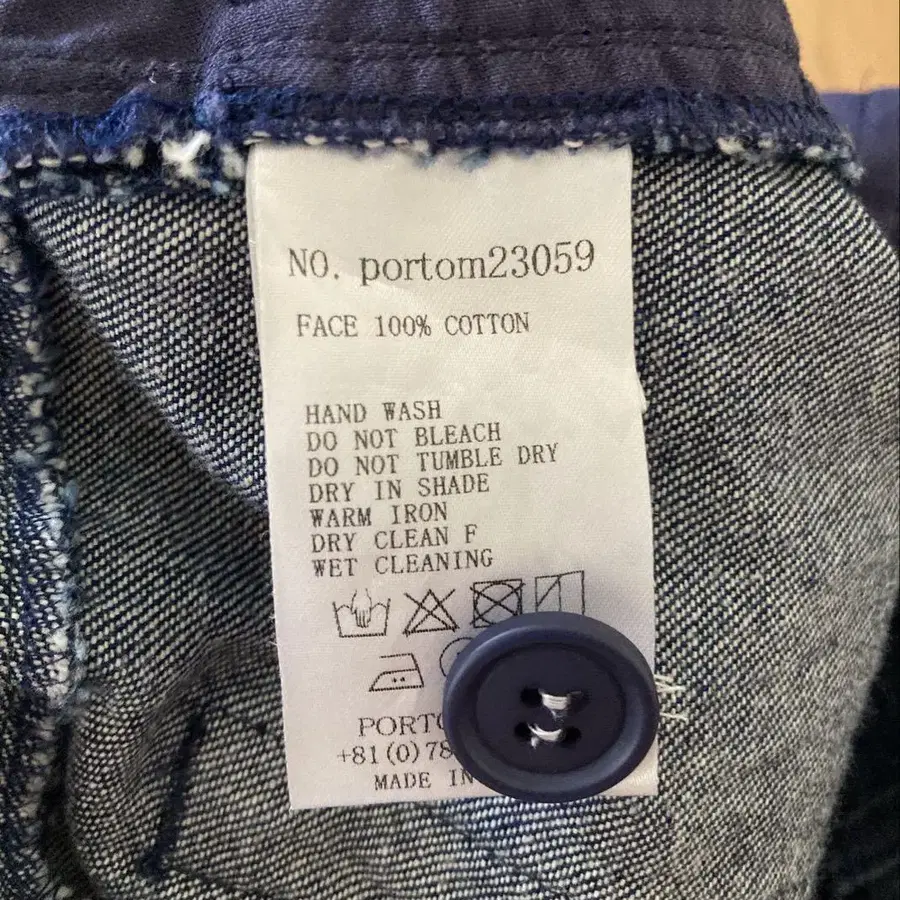 NO. portom23059
FACE 100% COTTON
HAND WASH
DO NOT BLEACH
DO NOT TUMBLE DRY
DRY IN SHADE
WARM IRON
DRY CLEAN F
WET CLEANING
+81(0)78
MADE IN